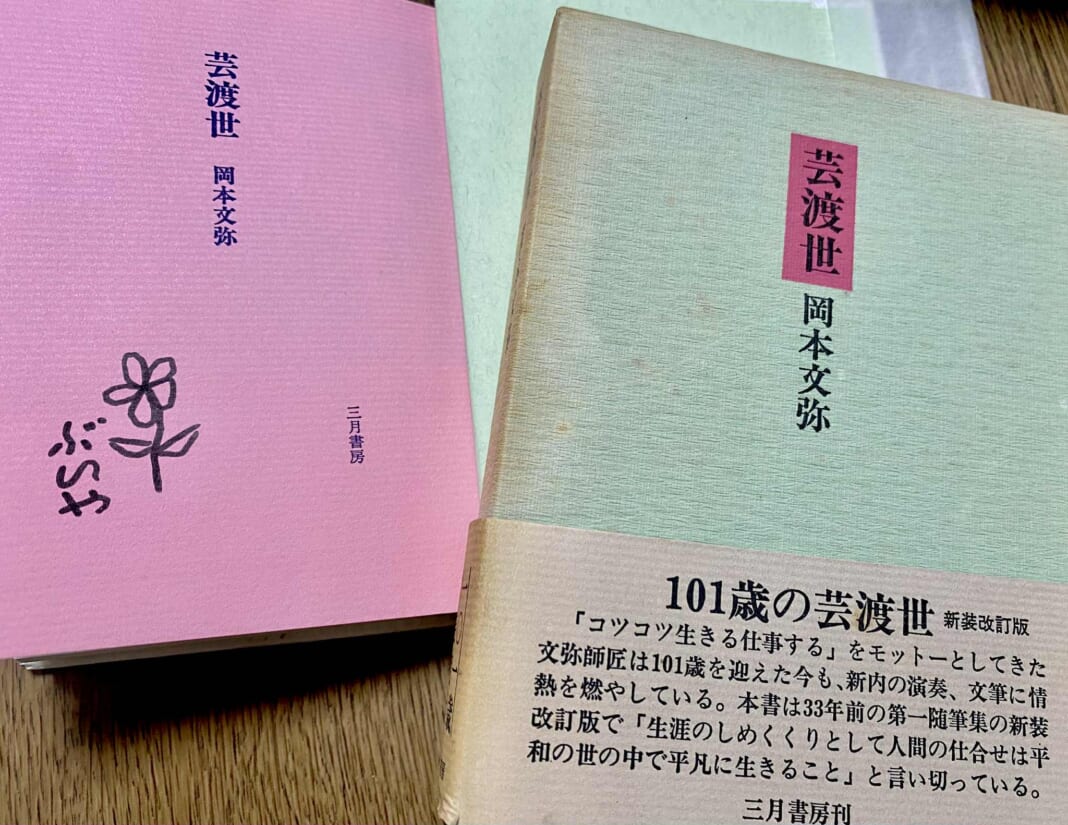 芸渡世
岡本文弥
三月書房
ぶんや
芸渡世
岡本文弥
101歳の芸渡世 新装改訂版
「コツコツ生きる仕事する」をモットーとしてきた
文弥師匠は101歳を迎えた今も、新内の演奏、文筆に情
熱を燃やしている。本書は33年前の第一随筆集の新装
改訂版で「生涯のしめくくりとして人間の仕合せは平
和の世の中で平凡に生きること」と言い切っている。
三月書房刊